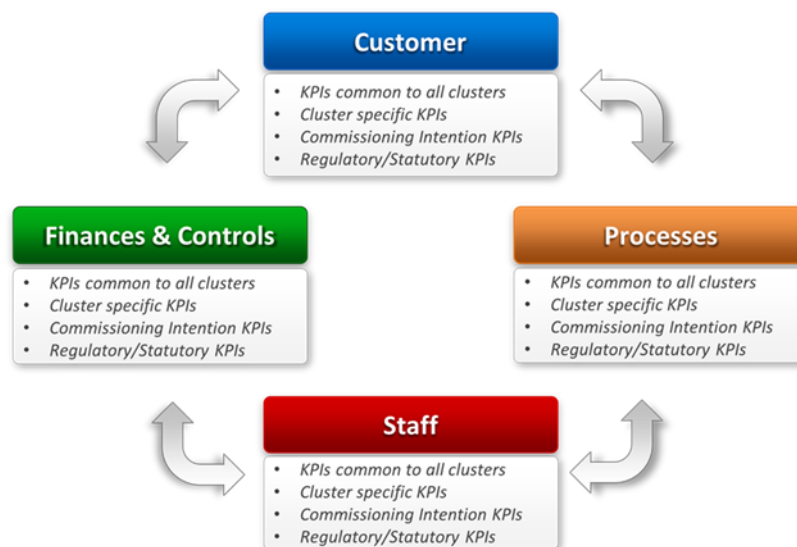 Customer
• KPIs common to all clusters
• Cluster specific KPIs
• Commissioning Intention KPIs
• Regulatory/Statutory KPIs
Finances & Controls
• KPIs common to all clusters
• Cluster specific KPIs
• Commissioning Intention KPIs
• Regulatory/Statutory KPIs
Processes
• KPIs common to all clusters
• Cluster specific KPIs
• Commissioning Intention KPIs
• Regulatory/Statutory KPIs
Staff
• KPIs common to all clusters
• Cluster specific KPIs
• Commissioning Intention KPIs
• Regulatory/Statutory KPIs